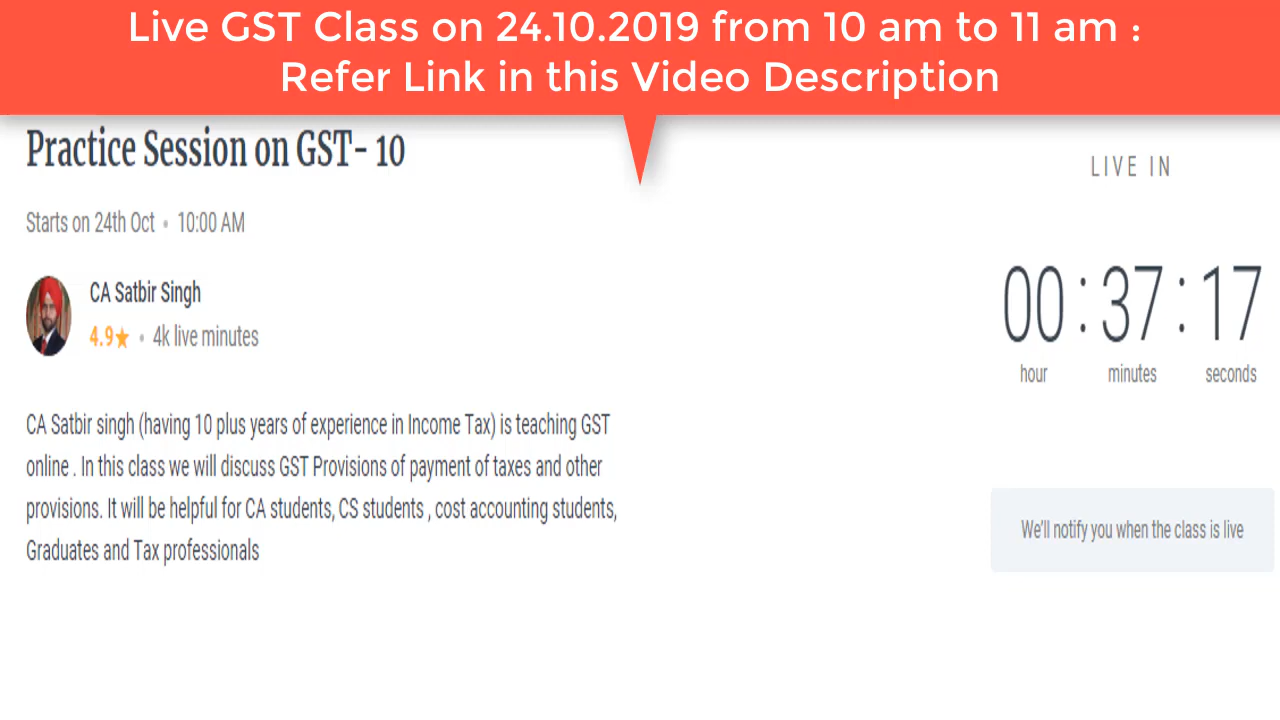 Live GST Class on 24.10.2019 from 10 am to 11 am :
Refer Link in this Video Description
Practice Session on GST- 10
LIVE IN
Starts on 24th Oct • 10:00 AM
CA Satbir Singh
4.9★ • 4k live minutes
00 : 37 : 17
hour minutes seconds
CA Satbir singh (having 10 plus years of experience in Income Tax) is teaching GST
online . In this class we will discuss GST Provisions of payment of taxes and other
provisions. It will be helpful for CA students, CS students , cost accounting students,
Graduates and Tax professionals
We'll notify you when the class is live